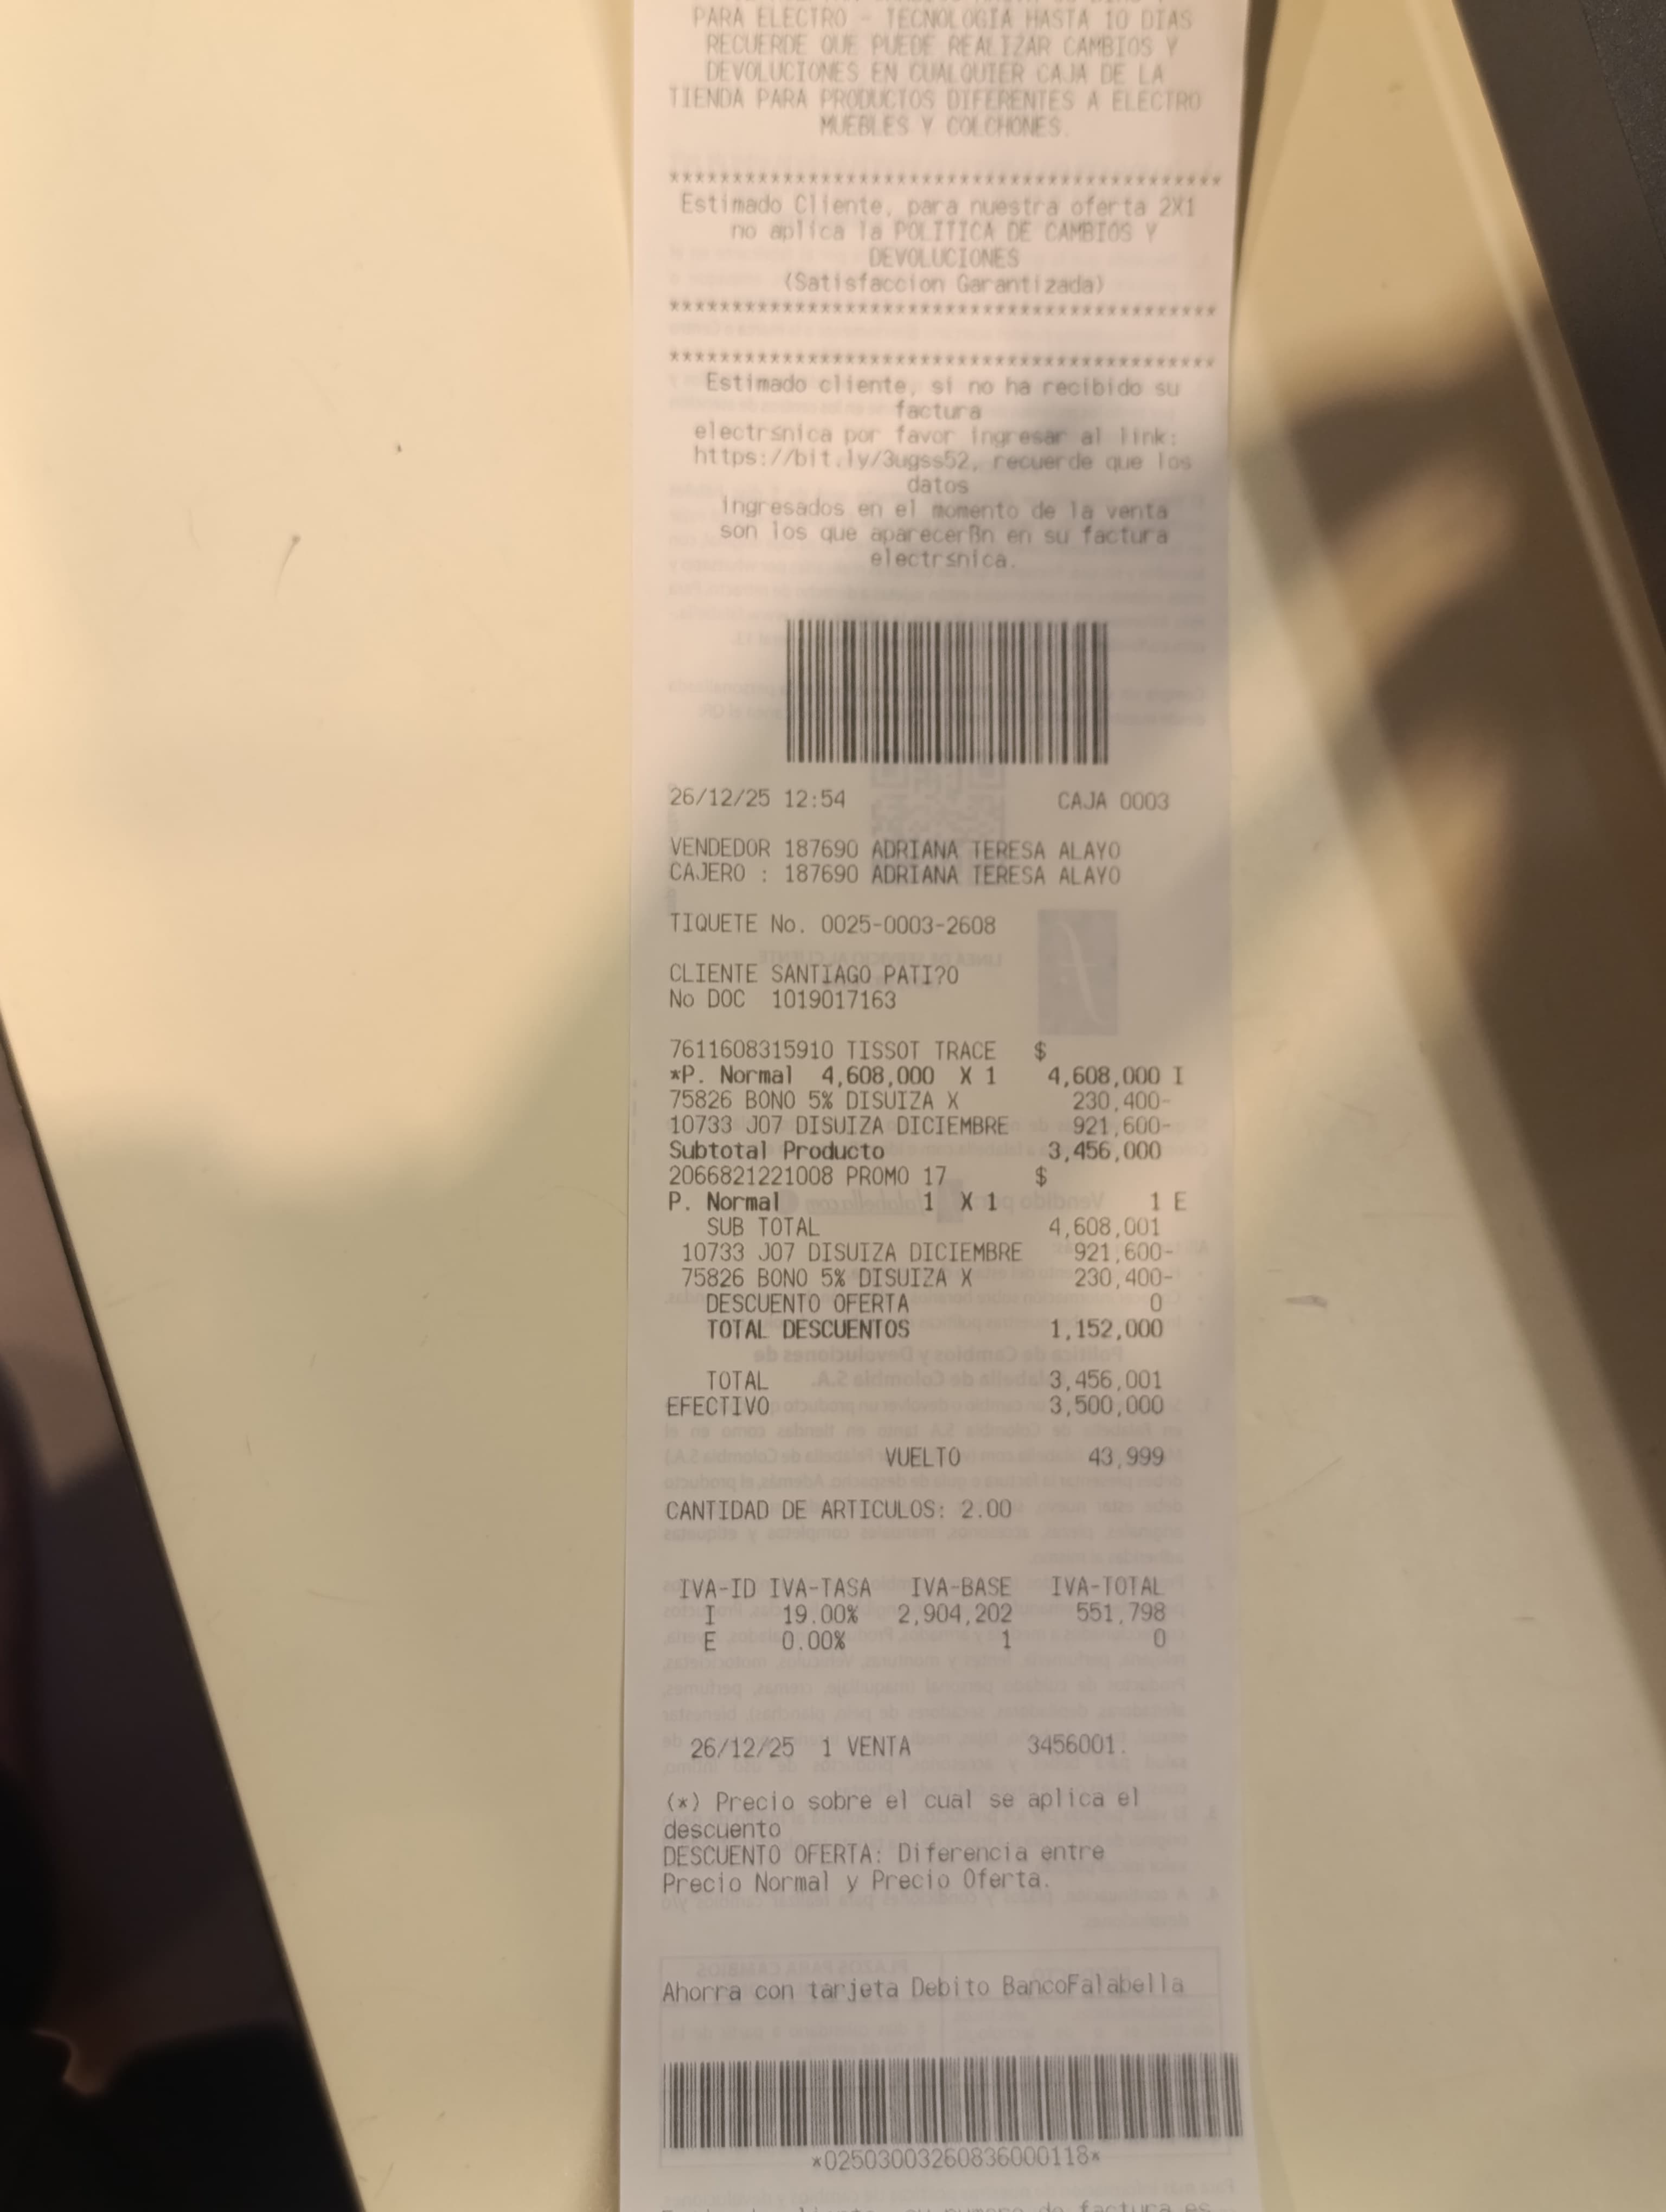 PARA ELECTRO - TECNOLOGIA HASTA 10 DIAS
RECUERDE QUE PUEDE REALIZAR CAMBIOS Y
DEVOLUCIONES EN CUALQUIER CAJA DE LA
TIENDA PARA PRODUCTOS DIFERENTES A ELECTRO
MUEBLES Y COLCHONES.
********************************************
Estimado Cliente, para nuestra oferta 2X1
no aplica la POLITICA DE CAMBIOS Y
DEVOLUCIONES
(Satisfaccion Garantizada)
********************************************
********************************************
Estimado cliente, si no ha recibido su
factura
electrsnica por favor ingresar al link:
https://bit.ly/3ugss52, recuerde que los
datos
ingresados en el momento de la venta
son los que aparecerßn en su factura
electrsnica.
26/12/25 12:54 CAJA 0003
VENDEDOR 187690 ADRIANA TERESA ALAYO
CAJERO : 187690 ADRIANA TERESA ALAYO
TIQUETE No. 0025-0003-2608
CLIENTE SANTIAGO PATI?O
No DOC 1019017163
7611608315910 TISSOT TRACE $
*P. Normal 4,608,000 X 1 4,608,000 I
75826 BONO 5% DISUIZA X 230,400-
10733 J07 DISUIZA DICIEMBRE 921,600-
Subtotal Producto 3,456,000
2066821221008 PROMO 17 $
P. Normal 1 X 1 1 E
SUB TOTAL 4,608,001
10733 J07 DISUIZA DICIEMBRE 921,600-
75826 BONO 5% DISUIZA X 230,400-
DESCUENTO OFERTA 0
TOTAL DESCUENTOS 1,152,000
TOTAL 3,456,001
EFECTIVO 3,500,000
VUELTO 43,999
CANTIDAD DE ARTICULOS: 2.00
IVA-ID IVA-TASA IVA-BASE IVA-TOTAL
I 19.00% 2,904,202 551,798
E 0.00% 1 0
26/12/25 1 VENTA 3456001.
(*) Precio sobre el cual se aplica el
descuento
DESCUENTO OFERTA: Diferencia entre
Precio Normal y Precio Oferta.
Ahorra con tarjeta Debito BancoFalabella
*02503003260836000118*